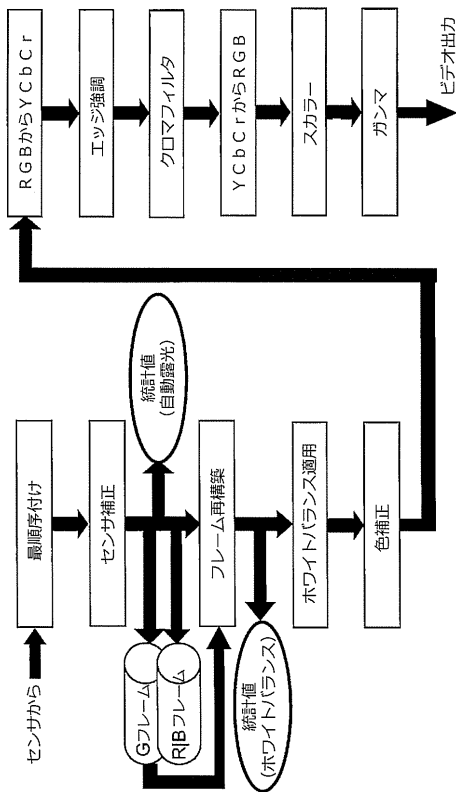 センサから
最順序付け
センサ補正
統計値
(自動露光)
Gフレーム
R|Bフレーム
フレーム再構築
統計値
(ホワイトバランス)
ホワイトバランス適用
色補正
RGBからYCbCr
エッジ強調
クロマフィルタ
YCbCrからRGB
スカラー
ガンマ
ビデオ出力